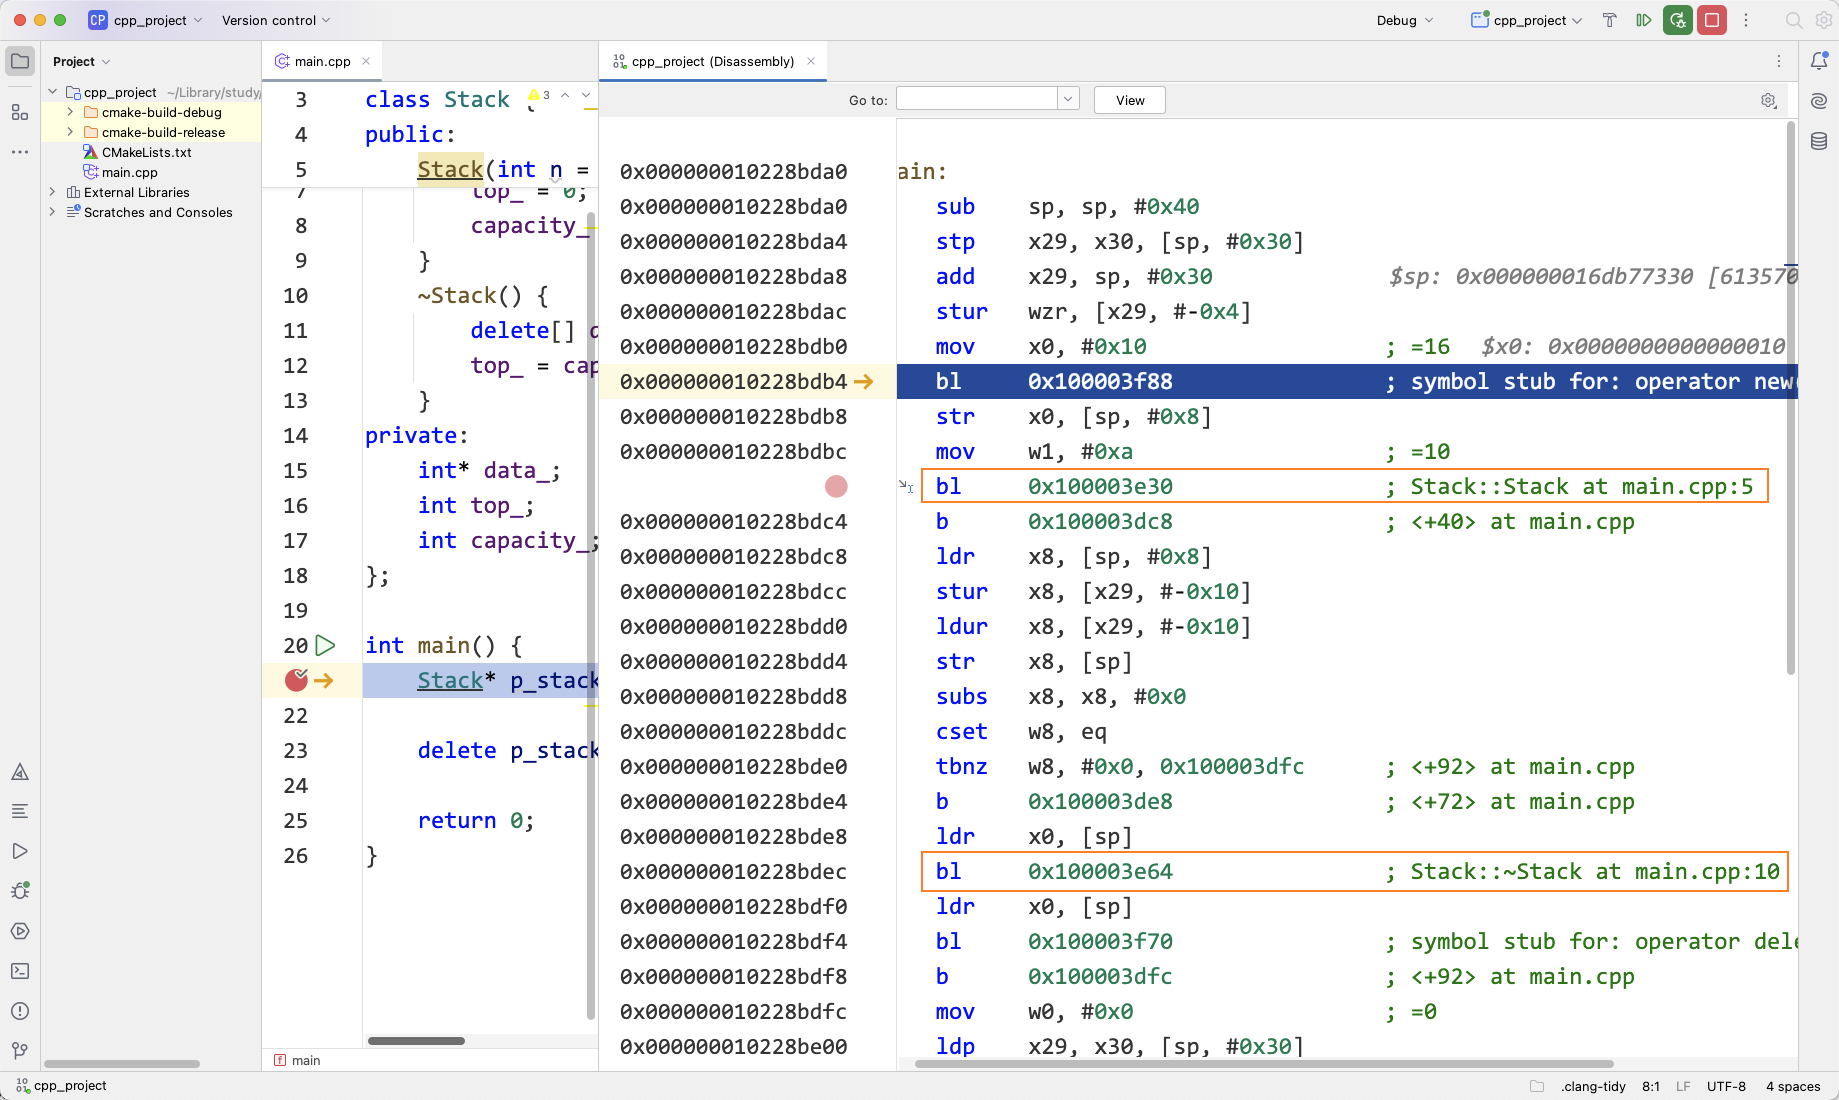 CP cpp_project Version control Debug cpp_project
Project
cpp_project ~/Library/study/
cmake-build-debug
cmake-build-release
CMakeLists.txt
main.cpp
External Libraries
Scratches and Consoles
main.cpp
3 class Stack {
3
4 public:
5 Stack(int n =
7 top_ = 0;
8 capacity_
9 }
10 ~Stack() {
11 delete[] d
12 top_ = cap
13 }
14 private:
15 int* data_;
16 int top_;
17 int capacity_;
18 };
19
20 int main() {
Stack* p_stack
22
23 delete p_stack
24
25 return 0;
26 }
main
cpp_project (Disassembly)
Go to: View
0x000000010228bda0 ain:
0x000000010228bda0 sub sp, sp, #0x40
0x000000010228bda4 stp x29, x30, [sp, #0x30]
0x000000010228bda8 add x29, sp, #0x30 $sp: 0x000000016db77330 [613570
0x000000010228bdac stur wzr, [x29, #-0x4]
0x000000010228bdb0 mov x0, #0x10 ; =16 $x0: 0x0000000000000010
0x000000010228bdb4 bl 0x100003f88 ; symbol stub for: operator new(
0x000000010228bdb8 str x0, [sp, #0x8]
0x000000010228bdbc mov w1, #0xa ; =10
bl 0x100003e30 ; Stack::Stack at main.cpp:5
0x000000010228bdc4 b 0x100003dc8 ; <+40> at main.cpp
0x000000010228bdc8 ldr x8, [sp, #0x8]
0x000000010228bdcc stur x8, [x29, #-0x10]
0x000000010228bdd0 ldur x8, [x29, #-0x10]
0x000000010228bdd4 str x8, [sp]
0x000000010228bdd8 subs x8, x8, #0x0
0x000000010228bddc cset w8, eq
0x000000010228bde0 tbnz w8, #0x0, 0x100003dfc ; <+92> at main.cpp
0x000000010228bde4 b 0x100003de8 ; <+72> at main.cpp
0x000000010228bde8 ldr x0, [sp]
0x000000010228bdec bl 0x100003e64 ; Stack::~Stack at main.cpp:10
0x000000010228bdf0 ldr x0, [sp]
0x000000010228bdf4 bl 0x100003f70 ; symbol stub for: operator dele
0x000000010228bdf8 b 0x100003dfc ; <+92> at main.cpp
0x000000010228bdfc mov w0, #0x0 ; =0
0x000000010228be00 ldp x29, x30, [sp, #0x30]
cpp_project .clang-tidy 8:1 LF UTF-8 4 spaces